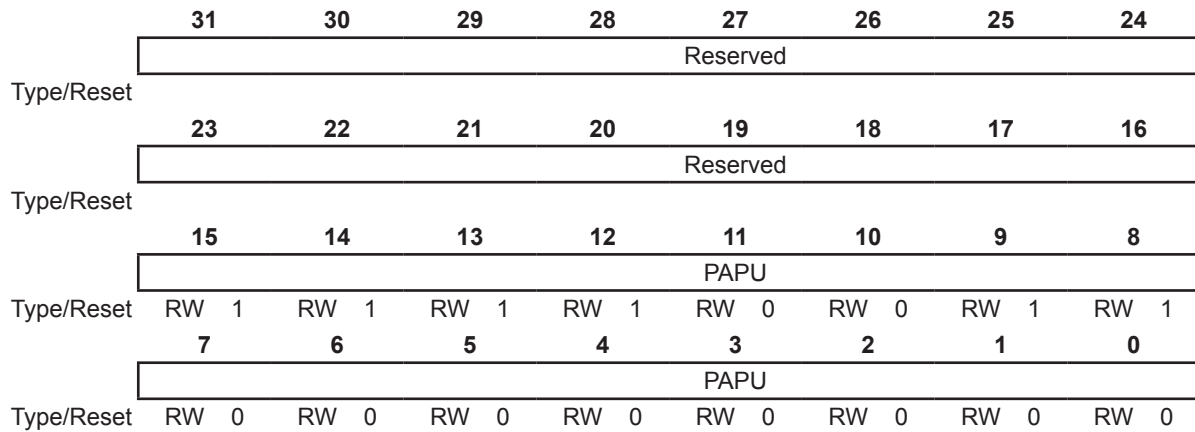 31 30 29 28 27 26 25 24
Reserved
Type/Reset
23 22 21 20 19 18 17 16
Reserved
Type/Reset
15 14 13 12 11 10 9 8
PAPU
Type/Reset RW 1 RW 1 RW 1 RW 1 RW 0 RW 0 RW 1 RW 1
7 6 5 4 3 2 1 0
PAPU
Type/Reset RW 0 RW 0 RW 0 RW 0 RW 0 RW 0 RW 0 RW 0